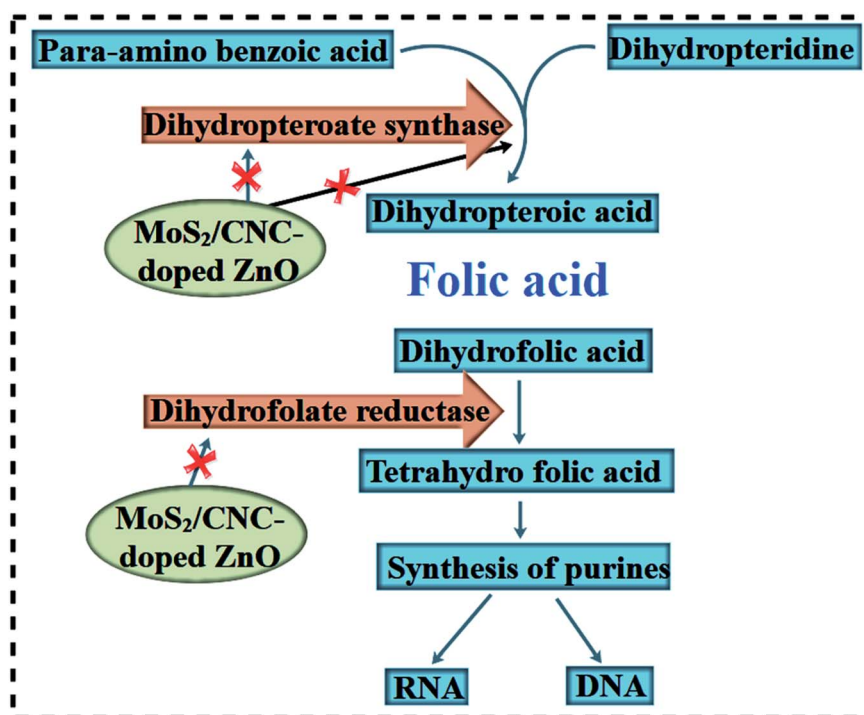 Para-amino benzoic acid
Dihydropteridine
Dihydropteroate synthase
MoS₂/CNC-
doped ZnO
Dihydropteroic acid
Folic acid
Dihydrofolic acid
Dihydrofolate reductase
Tetrahydro folic acid
MoS₂/CNC-
doped ZnO
Synthesis of purines
RNA
DNA